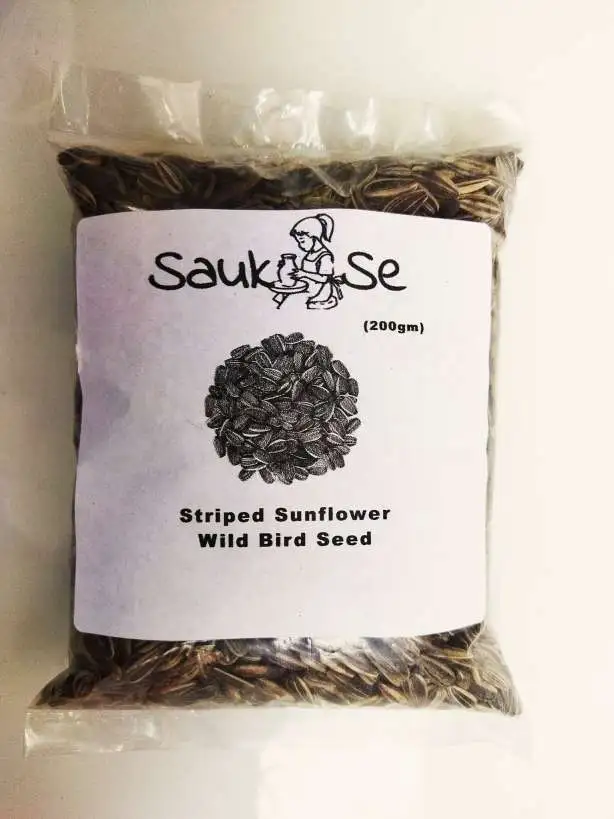 Sauk Se
(200gm)
Striped Sunflower
Wild Bird Seed